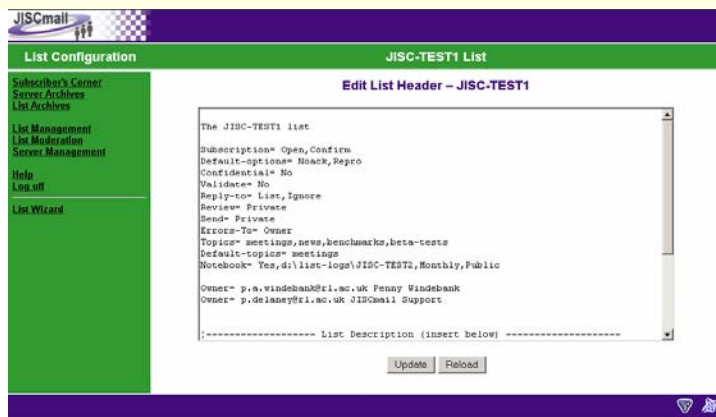 JISCmail
List Configuration
JISC-TEST1 List
Subscriber's Corner
Server Archives
List Archives
List Management
List Moderation
Server Management
Help
Log off
List Wizard
Edit List Header – JISC-TEST1
The JISC-TEST1 list
Subscription= Open,Confirm
Default-options= Noack,Repro
Confidential= No
Validate= No
Reply-to= List,Ignore
Review= Private
Send= Private
Errors-To= Owner
Topics= meetings,news,benchmarks,beta-tests
Default-topics= meetings
Notebook= Yes,d:\list-logs\JISC-TEST2,Monthly,Public
Owner= p.a.windebank@rl.ac.uk Penny Windebank
Owner= p.delaney@rl.ac.uk JISCmail Support
;------------------- List Description (insert below) --------------------
Update
Reload